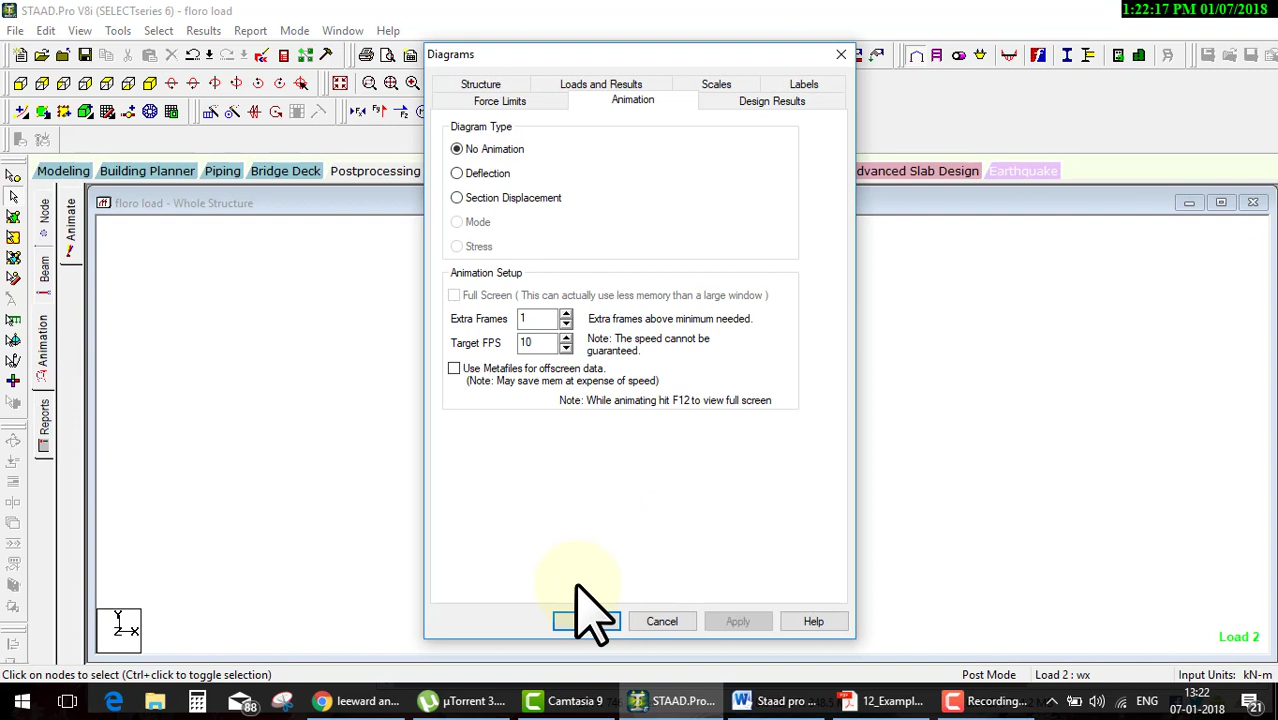 STAAD.Pro V8i (SELECTseries 6) - floro load
1:22:17 PM 01/07/2018
File Edit View Tools Select Results Report Mode Window Help
Diagrams
Structure Loads and Results Scales Labels
Force Limits Animation Design Results
Modeling Building Planner Piping Bridge Deck Postprocessing
dvanced Slab Design Earthquake
floro load - Whole Structure
Node
Beam
Animation
Reports
Animate
Diagram Type
No Animation
Deflection
Section Displacement
Mode
Stress
Animation Setup
Full Screen ( This can actually use less memory than a large window )
Extra Frames 1 Extra frames above minimum needed.
Target FPS 10 Note: The speed cannot be
guaranteed.
Use Metafiles for offscreen data.
(Note: May save mem at expense of speed)
Note: While animating hit F12 to view full screen
Cancel Apply Help
Y
Z X
Load 2
Click on nodes to select (Ctrl+click to toggle selection)
Post Mode Load 2 : wx Input Units: kN-m
88 leeward an... µTorrent 3.... Camtasia 9 STAAD.Pro... Staad pro ... 12_Exampl... Recording... ENG 13:22
07-01-2018 21